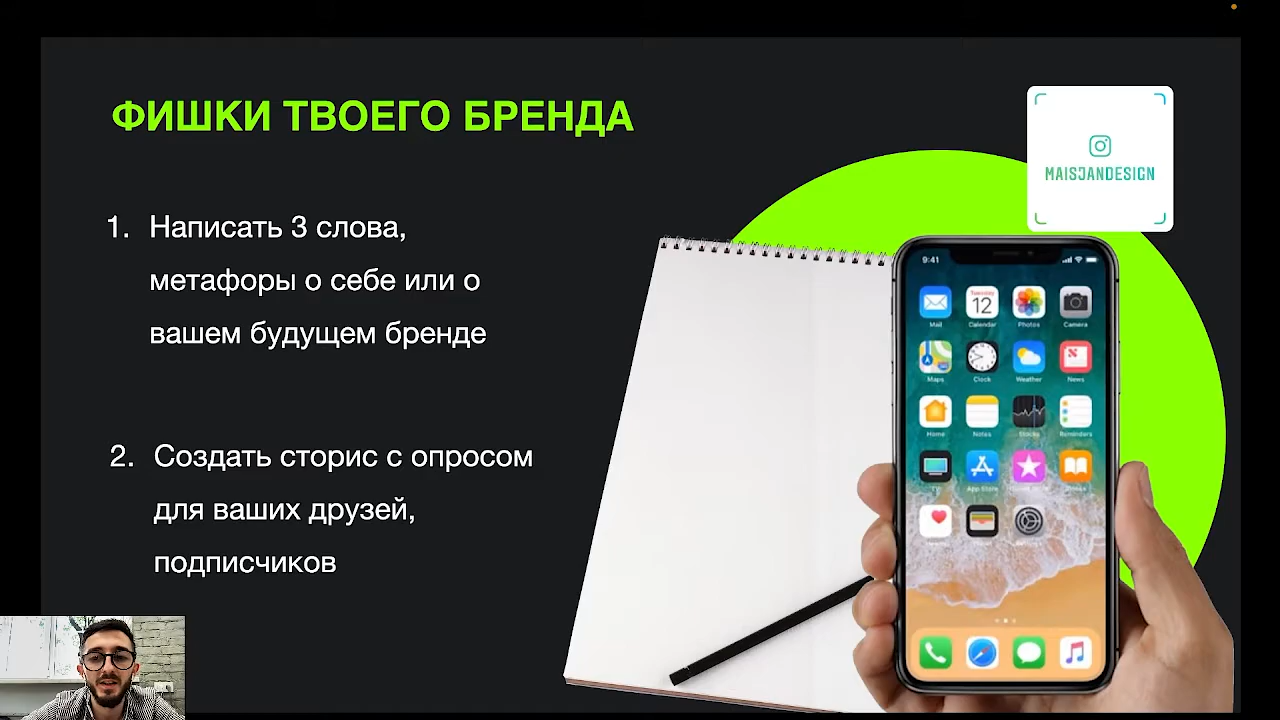 ФИШКИ ТВОЕГО БРЕНДА
MAISJANDESIGN
1. Написать 3 слова,
метафоры о себе или о
вашем будущем бренде
2. Создать сторис с опросом
для ваших друзей,
подписчиков
9:41
Tuesday
12
Mail Calendar Photos Camera
Maps Clock Weather News
Home Notes Stocks Reminders
App Store